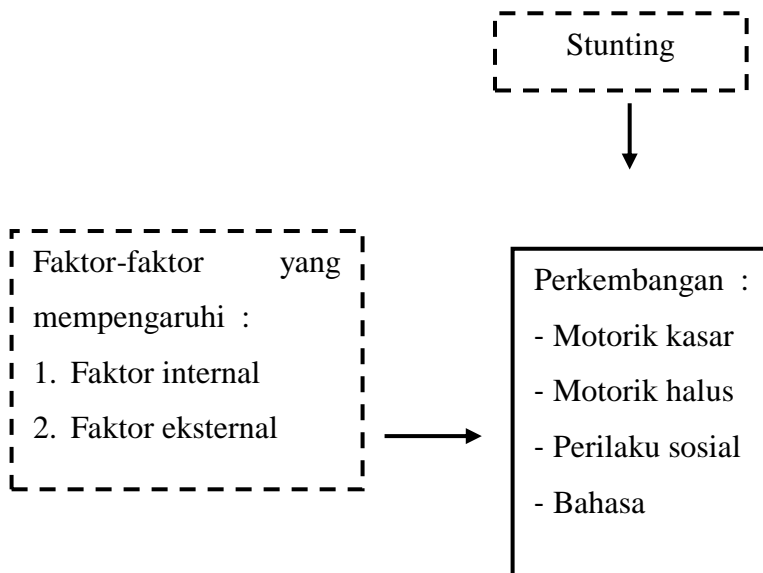 Stunting
Faktor-faktor yang
mempengaruhi :
1. Faktor internal
2. Faktor eksternal
Perkembangan :
- Motorik kasar
- Motorik halus
- Perilaku sosial
- Bahasa